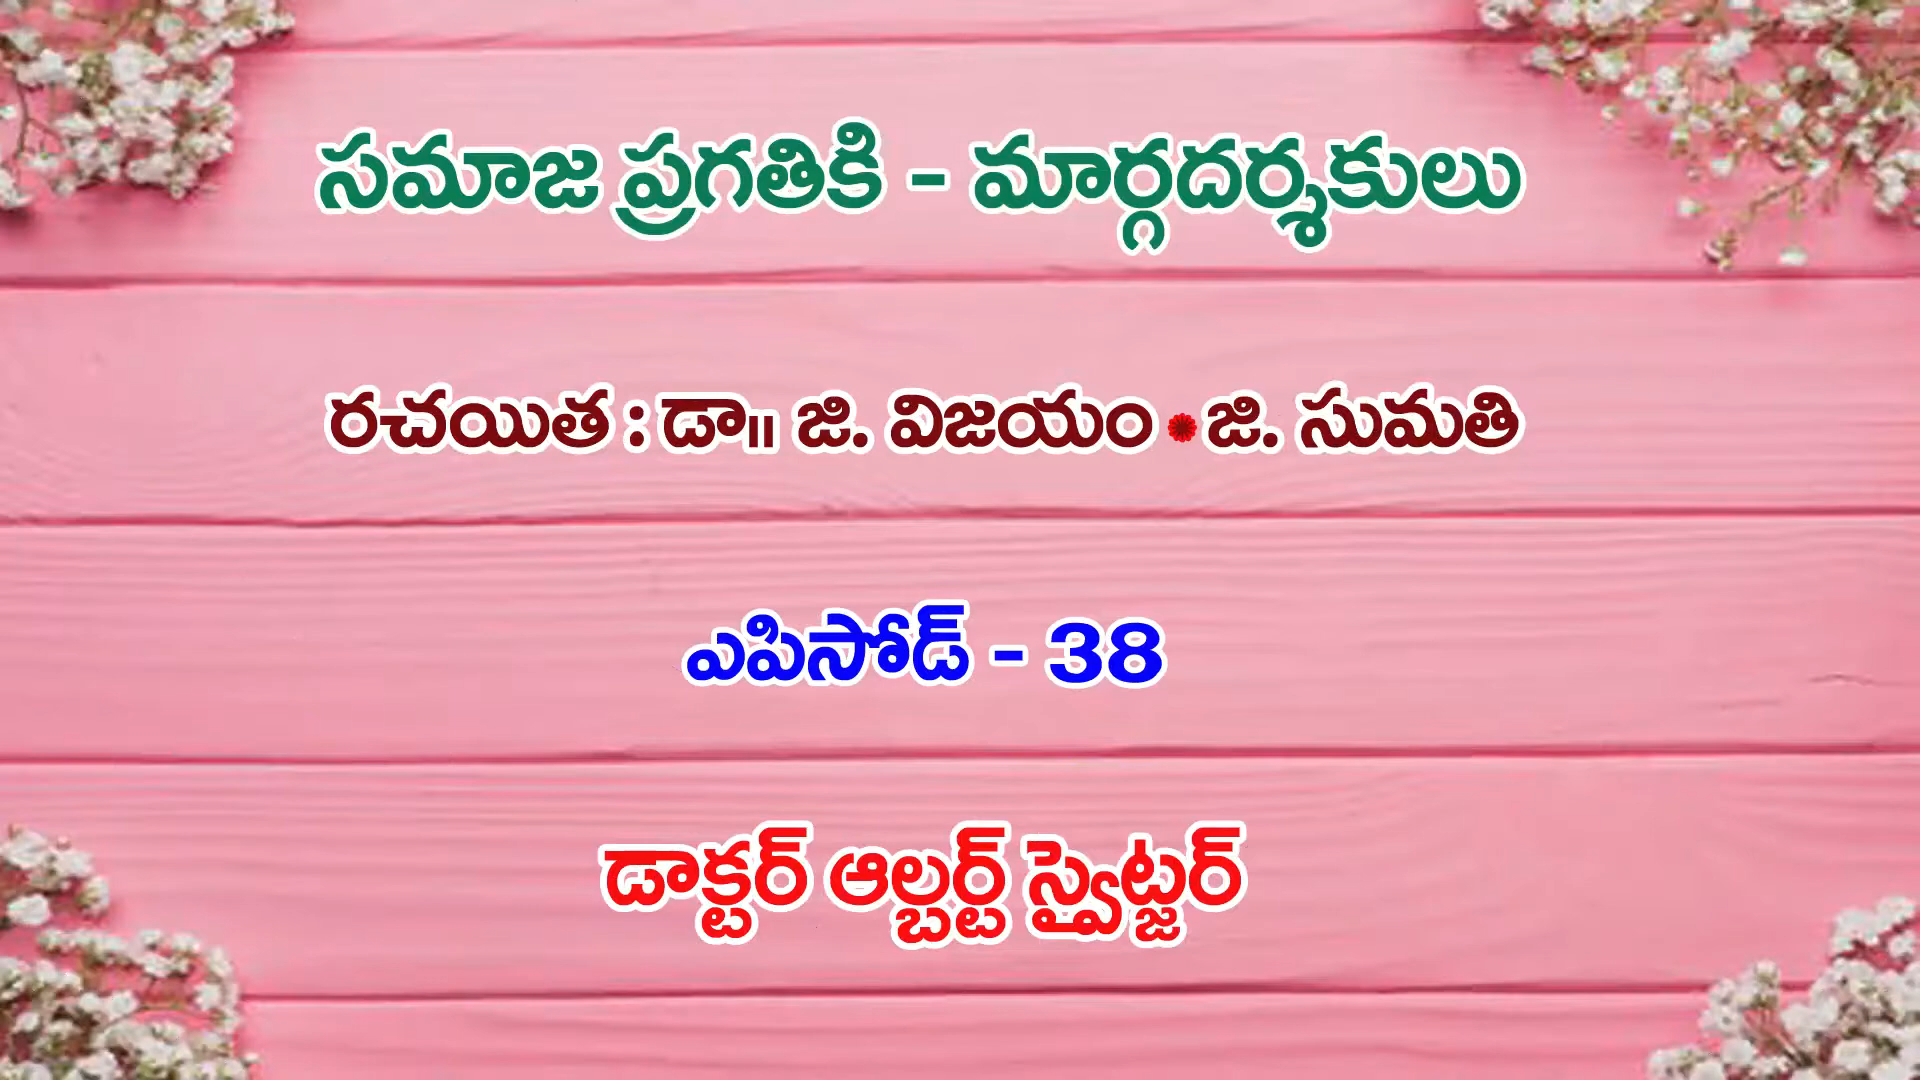 సమాజ ప్రగతికి - మార్గదర్శకులు
రచయిత : డా॥ జి. విజయం • జి. సుమతి
ఎపిసోడ్ - 38
డాక్టర్ ఆల్బర్ట్ స్వైట్జర్